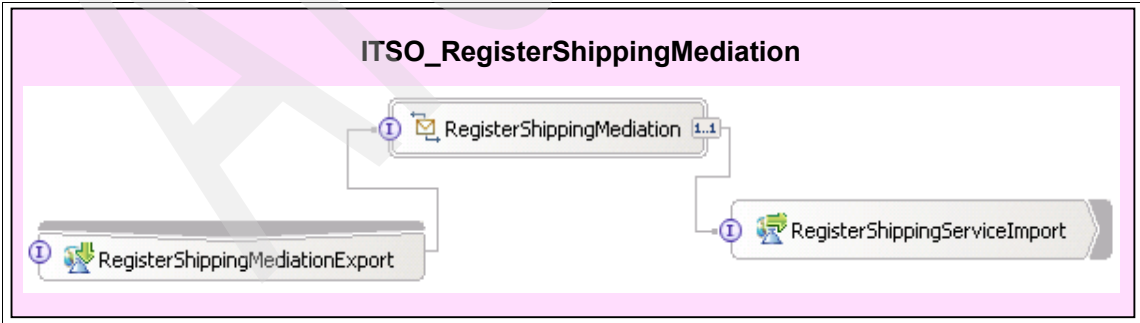 ITSO_RegisterShippingMediation
I RegisterShippingMediation 1..1
I RegisterShippingServiceImport
I RegisterShippingMediationExport